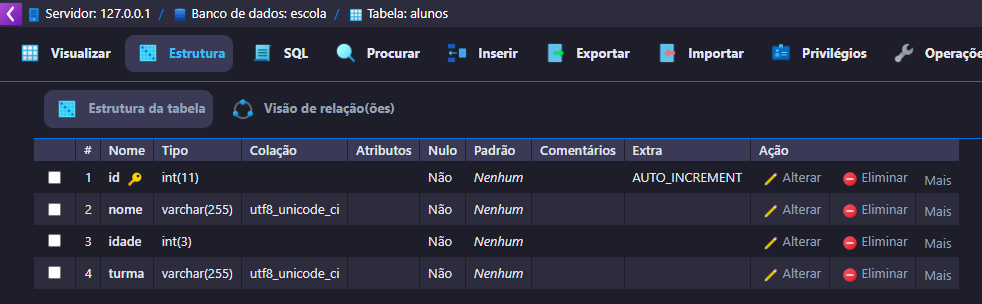 Servidor: 127.0.0.1 / Banco de dados: escola / Tabela: alunos
Visualizar Estrutura SQL Procurar Inserir Exportar Importar Privilégios Operaçõe
Estrutura da tabela Visão de relação(ões)
# Nome Tipo Colação Atributos Nulo Padrão Comentários Extra Ação
1 id int(11) Não Nenhum AUTO_INCREMENT Alterar Eliminar Mais
2 nome varchar(255) utf8_unicode_ci Não Nenhum Alterar Eliminar Mais
3 idade int(3) Não Nenhum Alterar Eliminar Mais
4 turma varchar(255) utf8_unicode_ci Não Nenhum Alterar Eliminar Mais